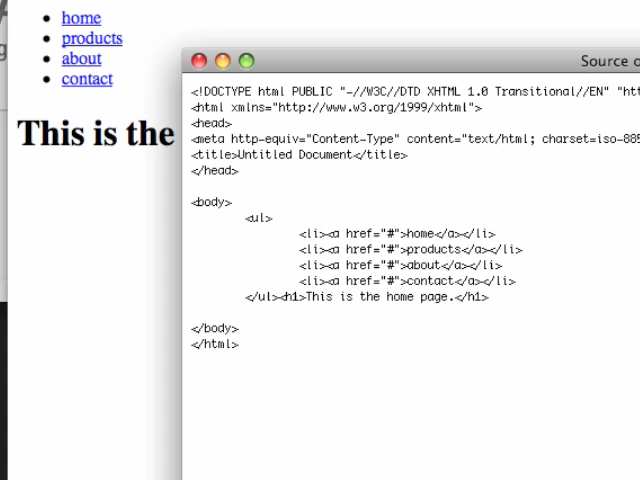 home
products
about
contact
This is the
Source o
<!DOCTYPE html PUBLIC "-//W3C//DTD XHTML 1.0 Transitional//EN" "htt
<html xmlns="http://www.w3.org/1999/xhtml">
<head>
<meta http-equiv="Content-Type" content="text/html; charset=iso-885
<title>Untitled Document</title>
</head>
<body>
<ul>
<li><a href="#">home</a></li>
<li><a href="#">products</a></li>
<li><a href="#">about</a></li>
<li><a href="#">contact</a></li>
</ul><h1>This is the home page.</h1>
</body>
</html>